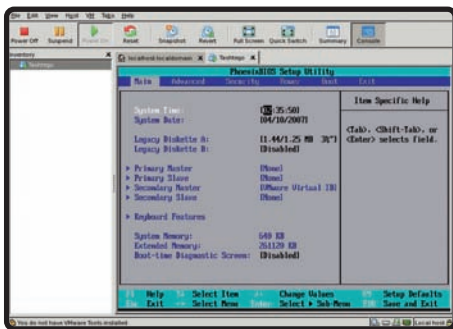 File Edit View Host VM Tabs Help
Power Off Suspend Power On Reset Snapshot Revert Full Screen Quick Switch Summary Console
Inventory
localhost.localdomain
PhoenixBIOS Setup Utility
Main Advanced Security Power Boot Exit
System Time: :35:50]
System Date: [04/10/2007]
Legacy Diskette A: [1.44/1.25 MB 3½"]
Legacy Diskette B: [Disabled]
Primary Master [None]
Primary Slave [None]
Secondary Master [VMware Virtual ID]
Secondary Slave [None]
Keyboard Features
System Memory: 640 KB
Extended Memory: 261120 KB
Boot-time Diagnostic Screen: [Disabled]
Item Specific Help
<Tab>, <Shift-Tab>, or
<Enter> selects field.
F1 Help Select Item -/+ Change Values F9 Setup Defaults
Esc Exit Select Menu Enter Select ▸ Sub-Menu F10 Save and Exit
You do not have VMware Tools installed.
Local host